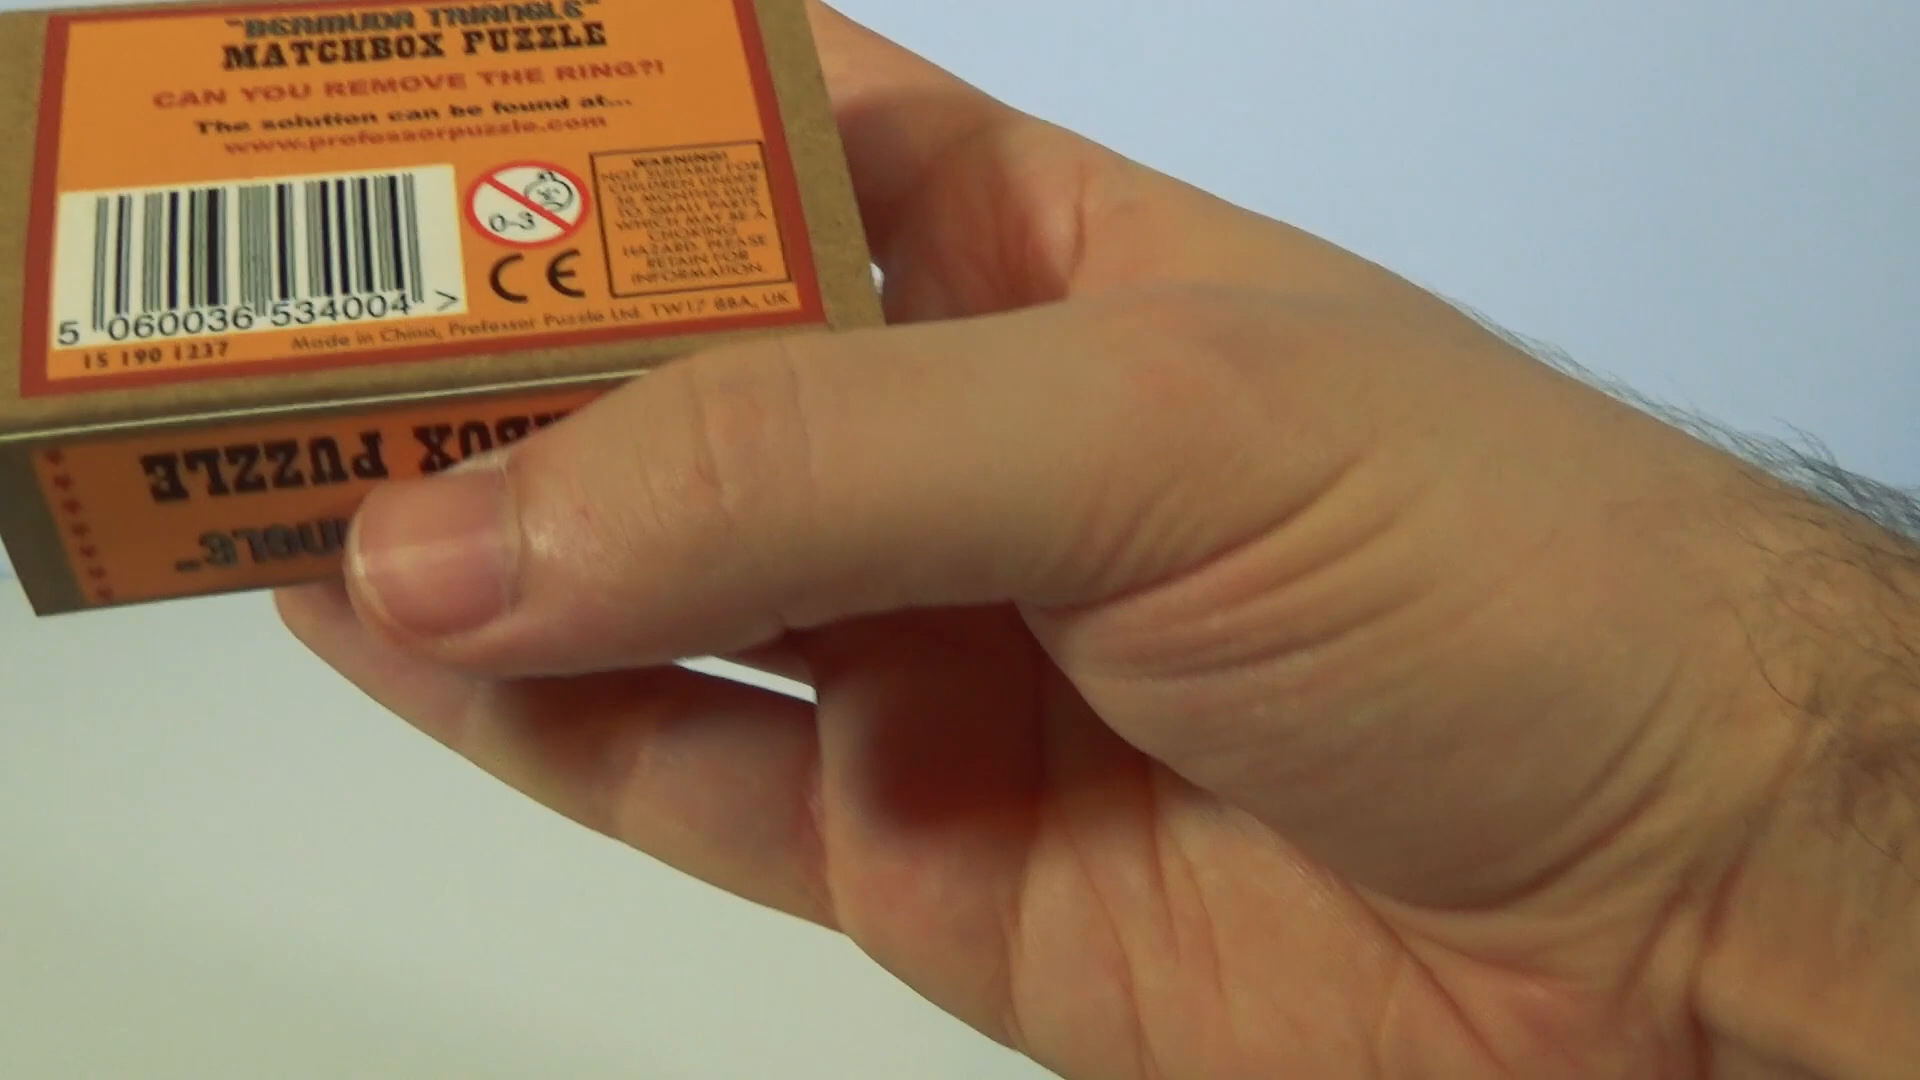 "BERMUDA TRIANGLE"
MATCHBOX PUZZLE
CAN YOU REMOVE THE RING?!
The solution can be found at...
www.professorpuzzle.com
WARNING!
NOT SUITABLE FOR
CHILDREN UNDER
36 MONTHS DUE
TO SMALL PARTS
WHICH MAY BE A
CHOKING
HAZARD. PLEASE
RETAIN FOR
INFORMATION.
0-3
CE
5 060036 534004 >
15 190 1237
Made in China, Professor Puzzle Ltd. TW17 8BA, UK
BOX PUZZLE
ANGLE"